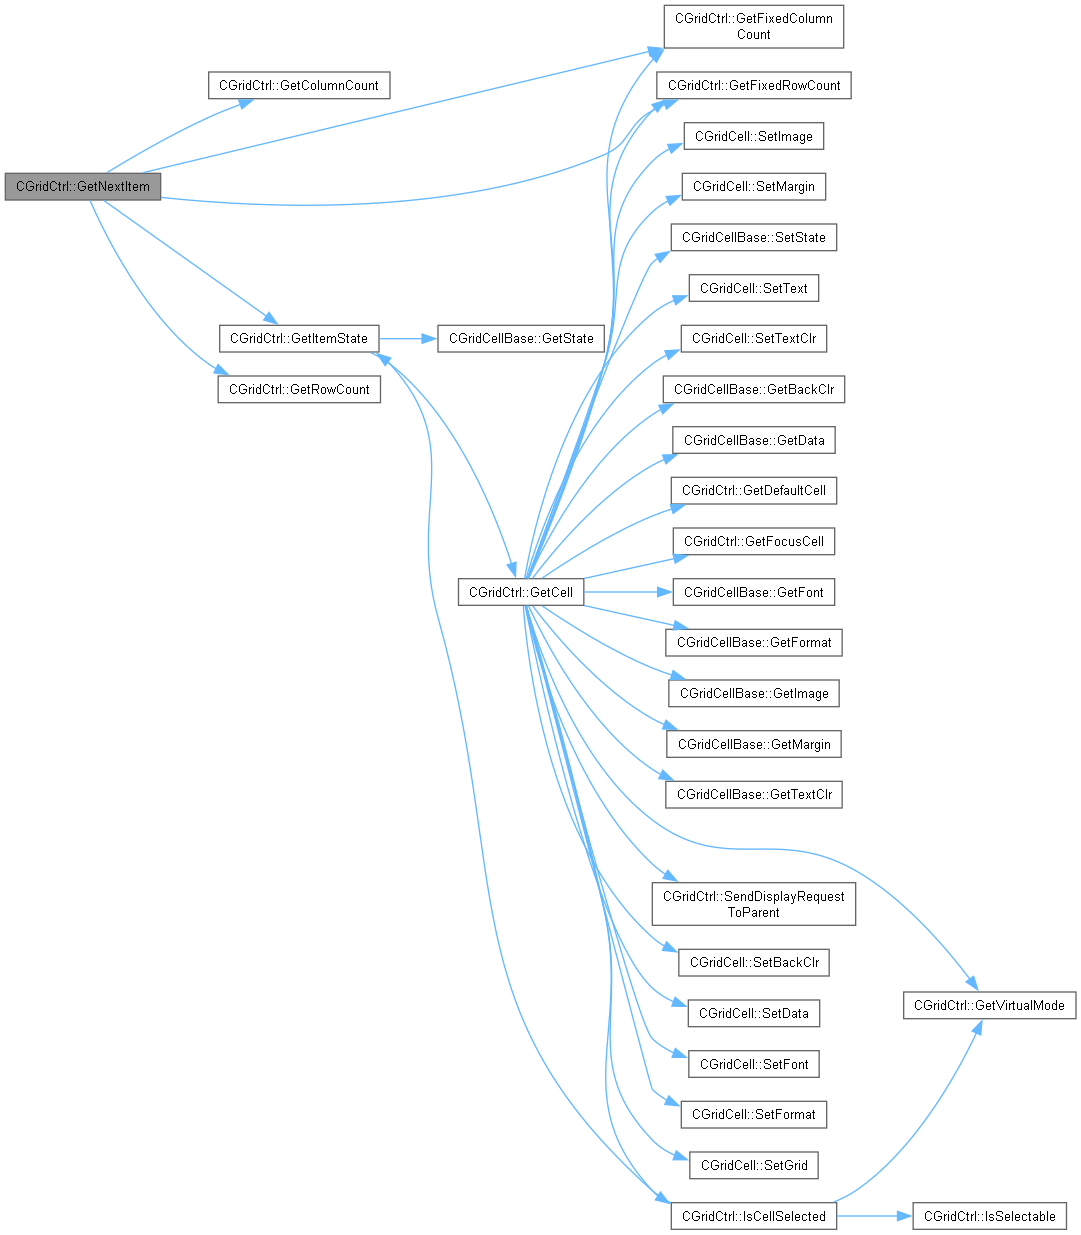 CGridCtrl::GetFixedColumn
Count
CGridCtrl::GetColumnCount
CGridCtrl::GetFixedRowCount
CGridCell::SetImage
CGridCtrl::GetNextItem
CGridCell::SetMargin
CGridCellBase::SetState
CGridCell::SetText
CGridCtrl::GetItemState
CGridCellBase::GetState
CGridCell::SetTextClr
CGridCtrl::GetRowCount
CGridCellBase::GetBackClr
CGridCellBase::GetData
CGridCtrl::GetDefaultCell
CGridCtrl::GetFocusCell
CGridCtrl::GetCell
CGridCellBase::GetFont
CGridCellBase::GetFormat
CGridCellBase::GetImage
CGridCellBase::GetMargin
CGridCellBase::GetTextClr
CGridCtrl::SendDisplayRequest
ToParent
CGridCell::SetBackClr
CGridCtrl::GetVirtualMode
CGridCell::SetData
CGridCell::SetFont
CGridCell::SetFormat
CGridCell::SetGrid
CGridCtrl::IsCellSelected
CGridCtrl::IsSelectable